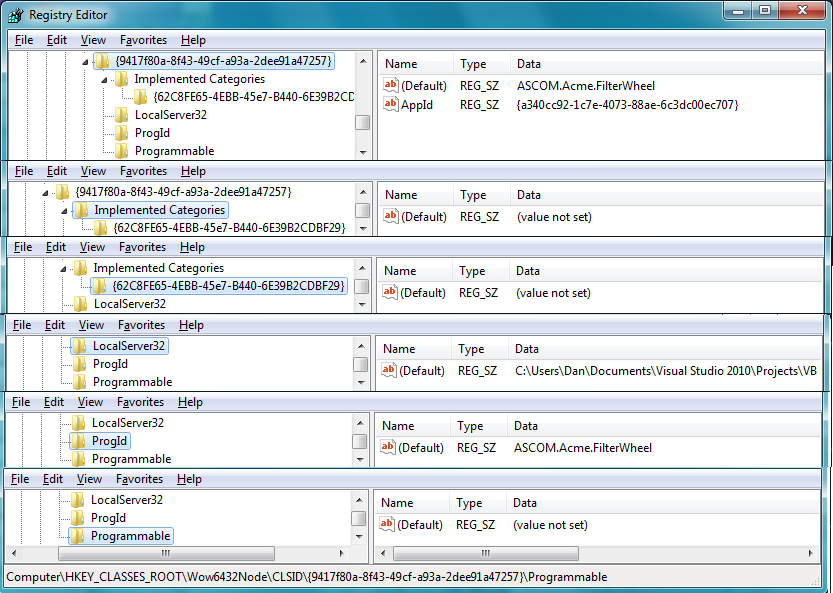 Registry Editor
File Edit View Favorites Help
{9417f80a-8f43-49cf-a93a-2dee91a47257}
Implemented Categories
{62C8FE65-4EBB-45e7-B440-6E39B2CD
LocalServer32
ProgId
Programmable
Name Type Data
ab (Default) REG_SZ ASCOM.Acme.FilterWheel
ab AppId REG_SZ {a340cc92-1c7e-4073-88ae-6c3dc00ec707}
File Edit View Favorites Help
{9417f80a-8f43-49cf-a93a-2dee91a47257}
Implemented Categories
{62C8FE65-4EBB-45e7-B440-6E39B2CDBF29}
Name Type Data
ab (Default) REG_SZ (value not set)
File Edit View Favorites Help
Implemented Categories
{62C8FE65-4EBB-45e7-B440-6E39B2CDBF29}
LocalServer32
Name Type Data
ab (Default) REG_SZ (value not set)
File Edit View Favorites Help
LocalServer32
ProgId
Programmable
Name Type Data
ab (Default) REG_SZ C:\Users\Dan\Documents\Visual Studio 2010\Projects\VB
File Edit View Favorites Help
LocalServer32
ProgId
Programmable
Name Type Data
ab (Default) REG_SZ ASCOM.Acme.FilterWheel
File Edit View Favorites Help
LocalServer32
ProgId
Programmable
Name Type Data
ab (Default) REG_SZ (value not set)
Computer\HKEY_CLASSES_ROOT\Wow6432Node\CLSID\{9417f80a-8f43-49cf-a93a-2dee91a47257}\Programmable